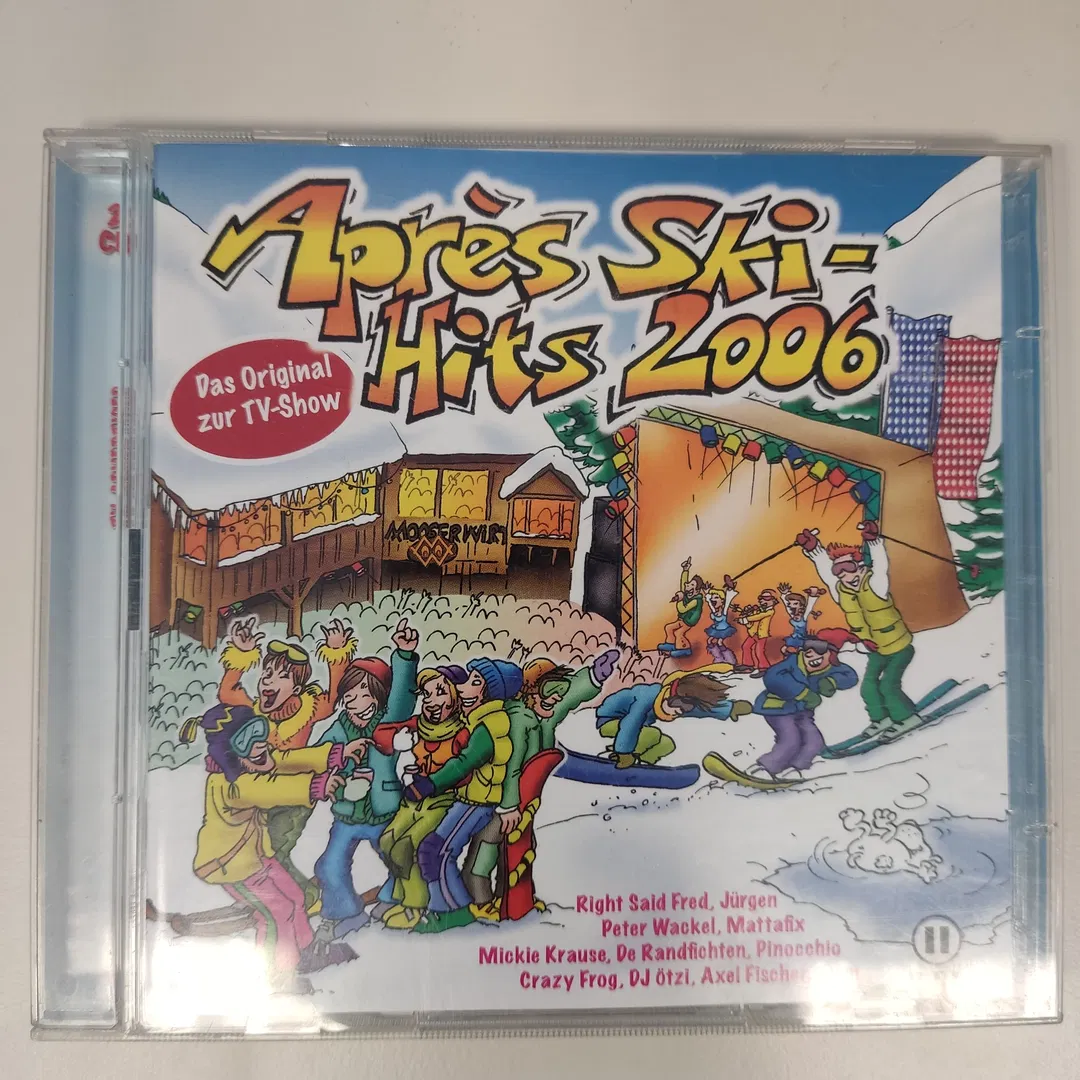 Après Ski-
Hits 2006
Das Original
zur TV-Show
MOOSERWIRT
Right Said Fred, Jürgen
Peter Wackel, Mattafix
Mickie Krause, De Randfichten, Pinocchio
Crazy Frog, DJ Ötzi, Axel Fischer